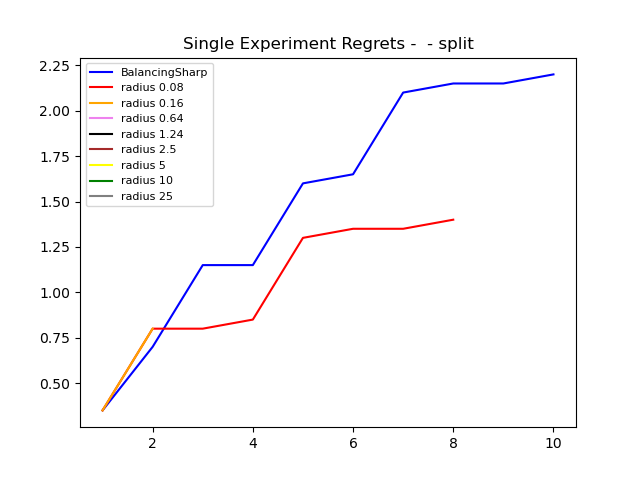 Single Experiment Regrets -  - split
2.25
2.00
1.75
1.50
1.25
1.00
0.75
0.50
BalancingSharp
radius 0.08
radius 0.16
radius 0.64
radius 1.24
radius 2.5
radius 5
radius 10
radius 25
2 4 6 8 10